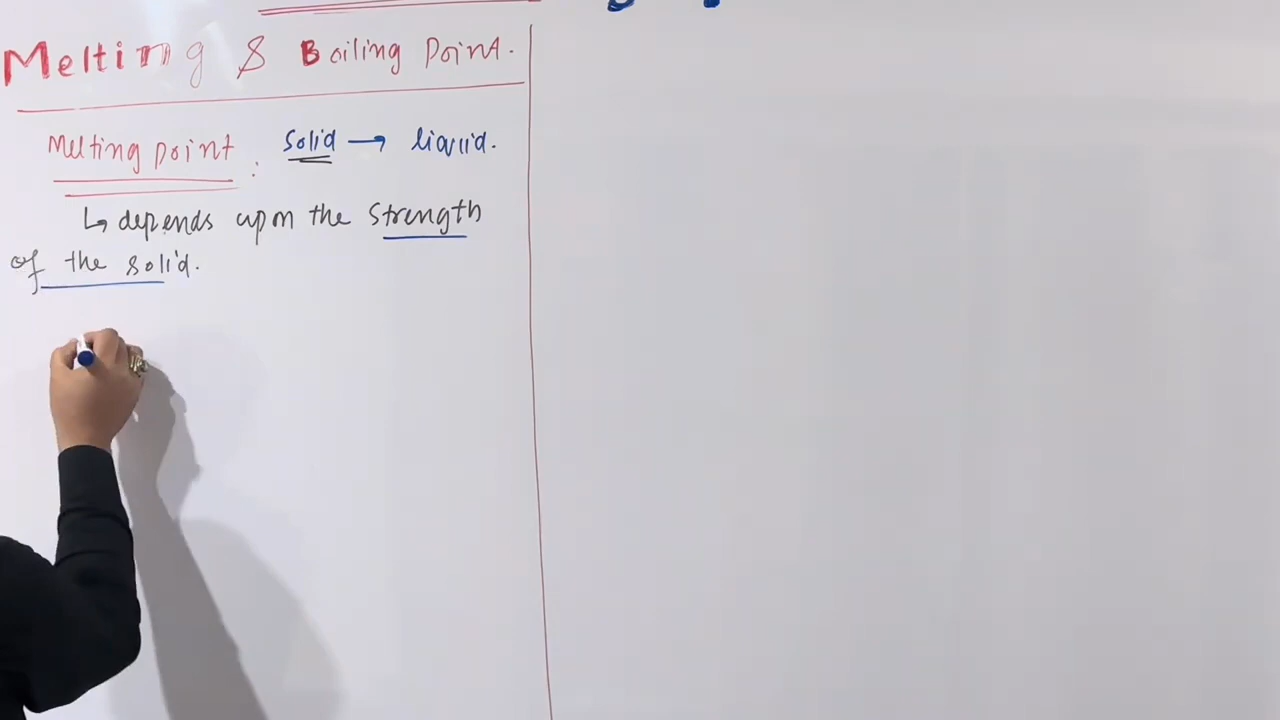 Melting & Boiling Point.
Melting point : Solid → liquid.
↳ depends upon the strength
of the solid.